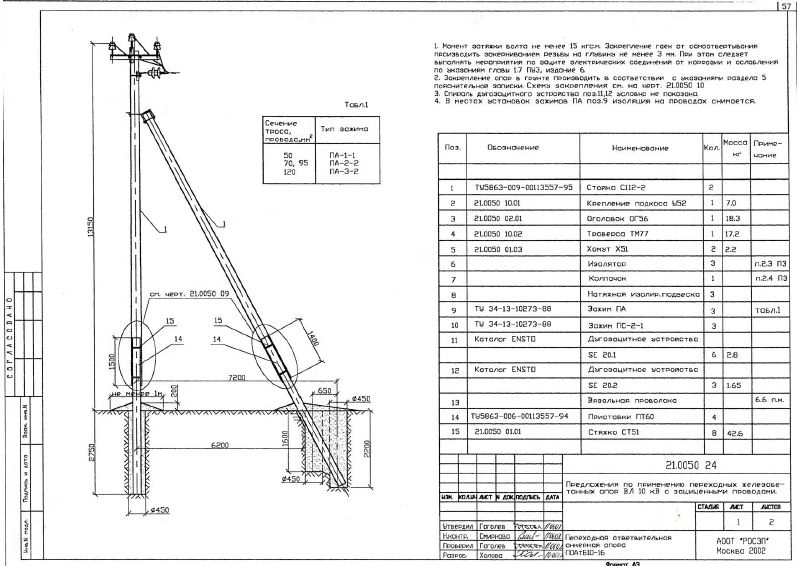 57
1. Момент затяжки болта не менее 15 кгсм. Закрепление гаек от самоотвертывания
производить закерниванием резьбы на глубину не менее 3 мм. При этом следует
выполнять мероприятия по защите электрических соединений от коррозии и ослабления
по указаниям главы 1.7 ПУЭ, издание 6.
2. Закрепление опор в грунте производить в соответствии с указаниями раздела 5
пояснительной записки. Схемы закрепления см. на черт. 21.0050 10
3. Спираль дугозащитного устройства поз.11,12 условно не показана.
4. В местах установок зажимов ПА поз.9 изоляция на проводах снимается.
Табл.1
Сечение троса, провода,мм² Тип зажима
50 ПА-1-1
70, 95 ПА-2-2
120 ПА-3-2
Поз. Обозначение Наименование Кол. Масса кг Приме-чание
1 ТУ5863-009-00113557-95 Стойка С112-2 2
2 21.0050 10.01 Крепление подкоса У52 1 7.0
3 21.0050 02.01 Оголовок ОГ56 1 18.3
4 21.0050 10.02 Траверса ТМ77 1 17.2
5 21.0050 01.03 Хомут Х51 2 2.2
6 Изолятор 3 п.2.3 ПЗ
7 Колпачок 1 п.2.4 ПЗ
8 Натяжная изолир.подвеска 3
9 ТУ 34-13-10273-88 Зажим ПА 3 табл.1
10 ТУ 34-13-10273-88 Зажим ПС-2-1 3
11 Каталог ENSTO Дугозащитное устройство
SE 20.1 6 2.8
12 Каталог ENSTO Дугозащитное устройство
SE 20.2 3 1.65
13 Вязальная проволока 6.6 п.м.
14 ТУ5863-006-00113557-94 Приставки ПТ60 4
15 21.0050 01.01 Стяжка СТ51 8 42.6
13150
1
1
см. черт. 21.0050 09
15
14
15
14
1500
1400
7200
не менее 1м
200
650
ø450
6200
1600
2750
2200
ø450
ø450
СОГЛАСОВАНО
Взам. инв.N
Подпись и дата
Инв.N подл.
21.0050 24
Предложения по применению переходных железобе-
тонных опор ВЛ 10 кВ с защищенными проводами.
ИЗМ. КОЛ.УЧ. ЛИСТ N ДОК. ПОДПИСЬ ДАТА
СТАДИЯ ЛИСТ ЛИСТОВ
1 2
Утвердил Гоголев
Н.контр. Смирнова
Проверил Гоголев
Разраб. Холова
Переходная ответвительная
анкерная опора
ПОАтБ10-16
АООТ "РОСЭП"
Москва 2002
Формат А3